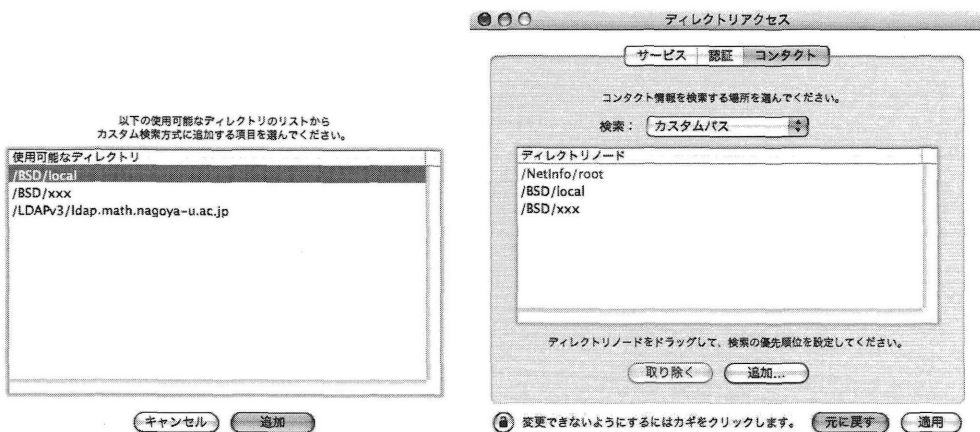 以下の使用可能なディレクトリのリストから
カスタム検索方式に追加する項目を選んでください。
使用可能なディレクトリ
/BSD/local
/BSD/xxx
/LDAPv3/ldap.math.nagoya-u.ac.jp
キャンセル
追加
ディレクトリアクセス
サービス
認証
コンタクト
コンタクト情報を検索する場所を選んでください。
検索：
カスタムパス
ディレクトリノード
/NetInfo/root
/BSD/local
/BSD/xxx
ディレクトリノードをドラッグして、検索の優先順位を設定してください。
取り除く
追加...
変更できないようにするにはカギをクリックします。
元に戻す
適用